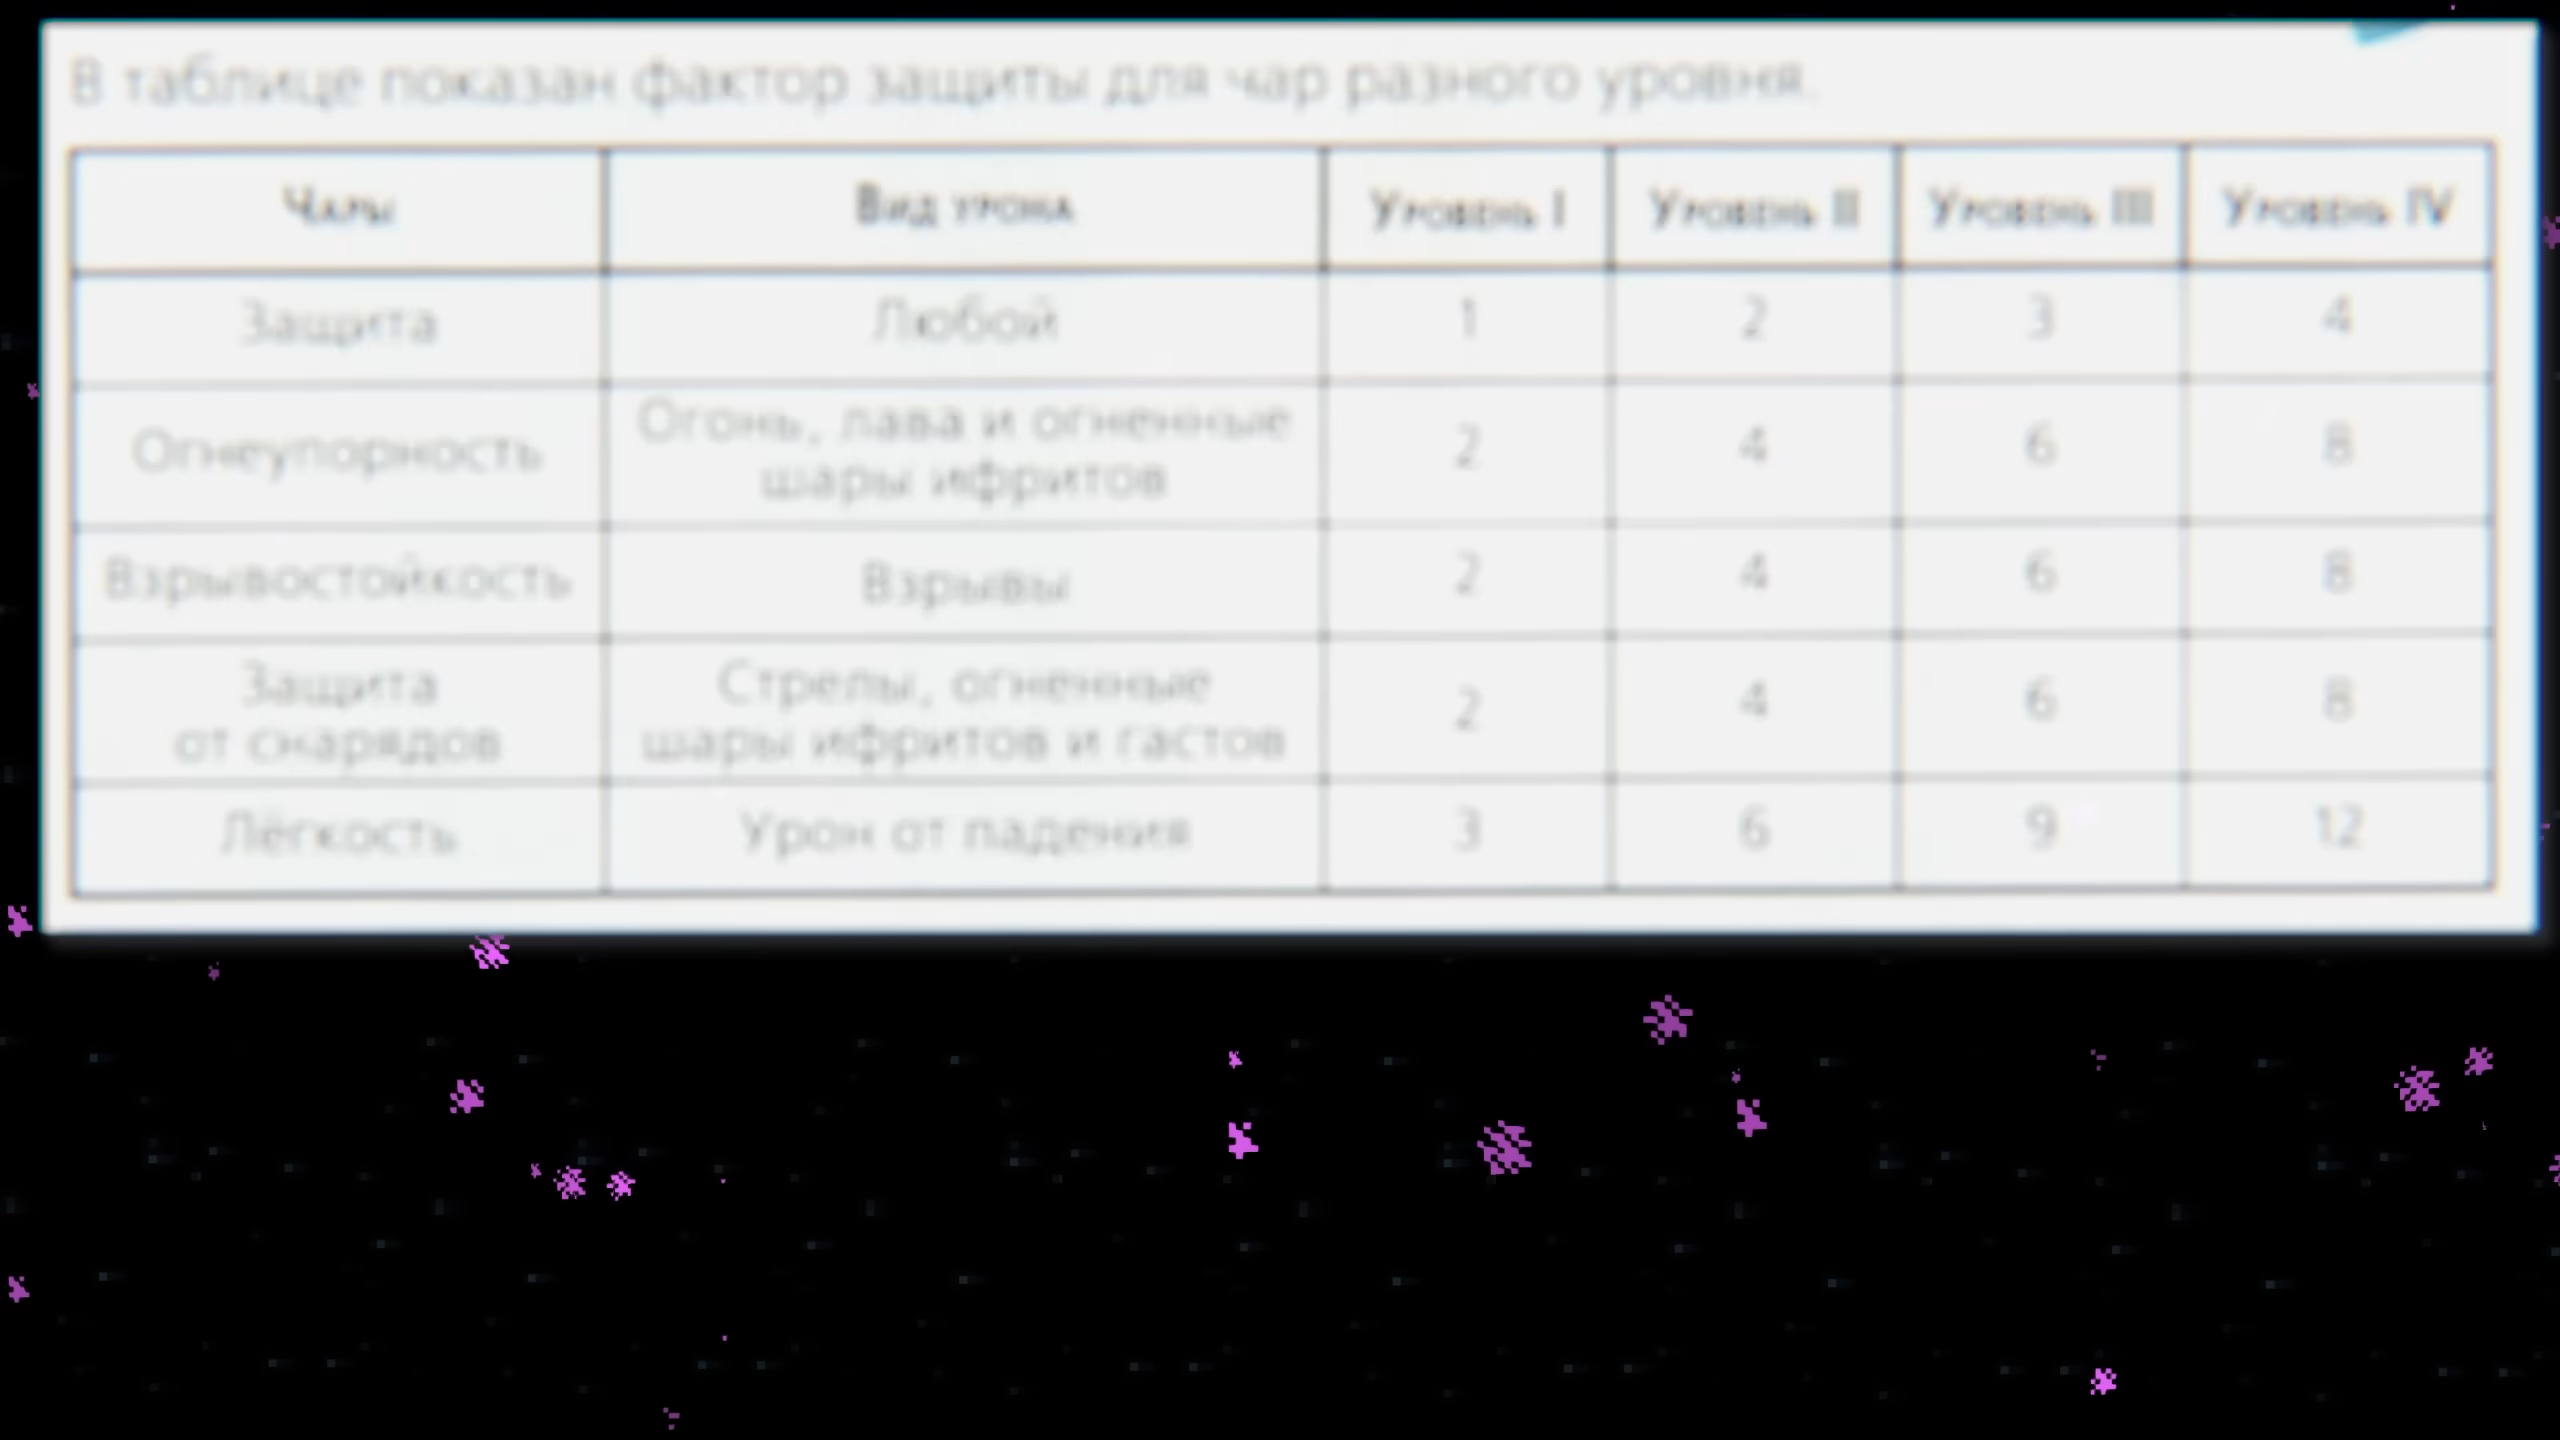 В таблице показан фактор защиты для чар разного уровня.
Чары Вид урона Уровень I Уровень II Уровень III Уровень IV
Защита Любой 1 2 3 4
Огнеупорность Огонь, лава и огненные шары ифритов 2 4 6 8
Взрывостойкость Взрывы 2 4 6 8
Защита от снарядов Стрелы, огненные шары ифритов и гастов 2 4 6 8
Лёгкость Урон от падения 3 6 9 12